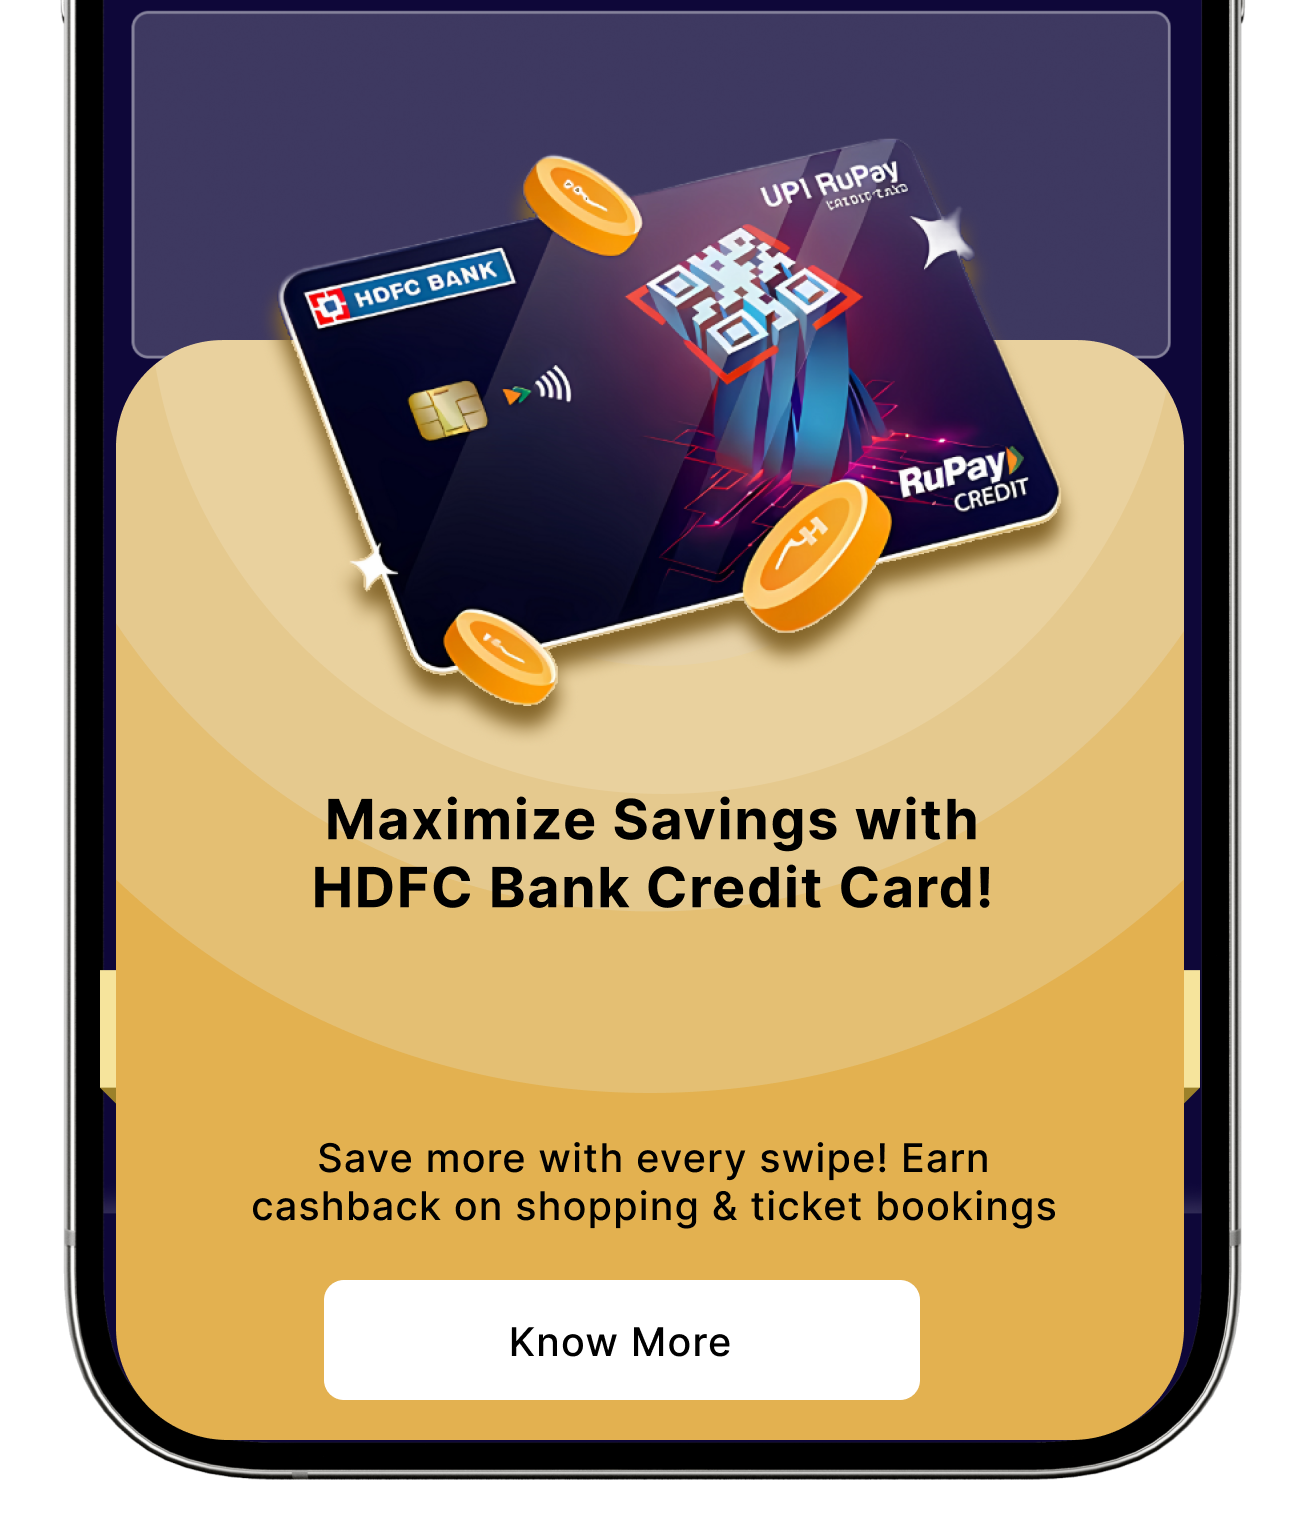 HDFC BANK
UPI RuPay
RuPay
CREDIT
Maximize Savings with
HDFC Bank Credit Card!
Save more with every swipe! Earn
cashback on shopping & ticket bookings
Know More